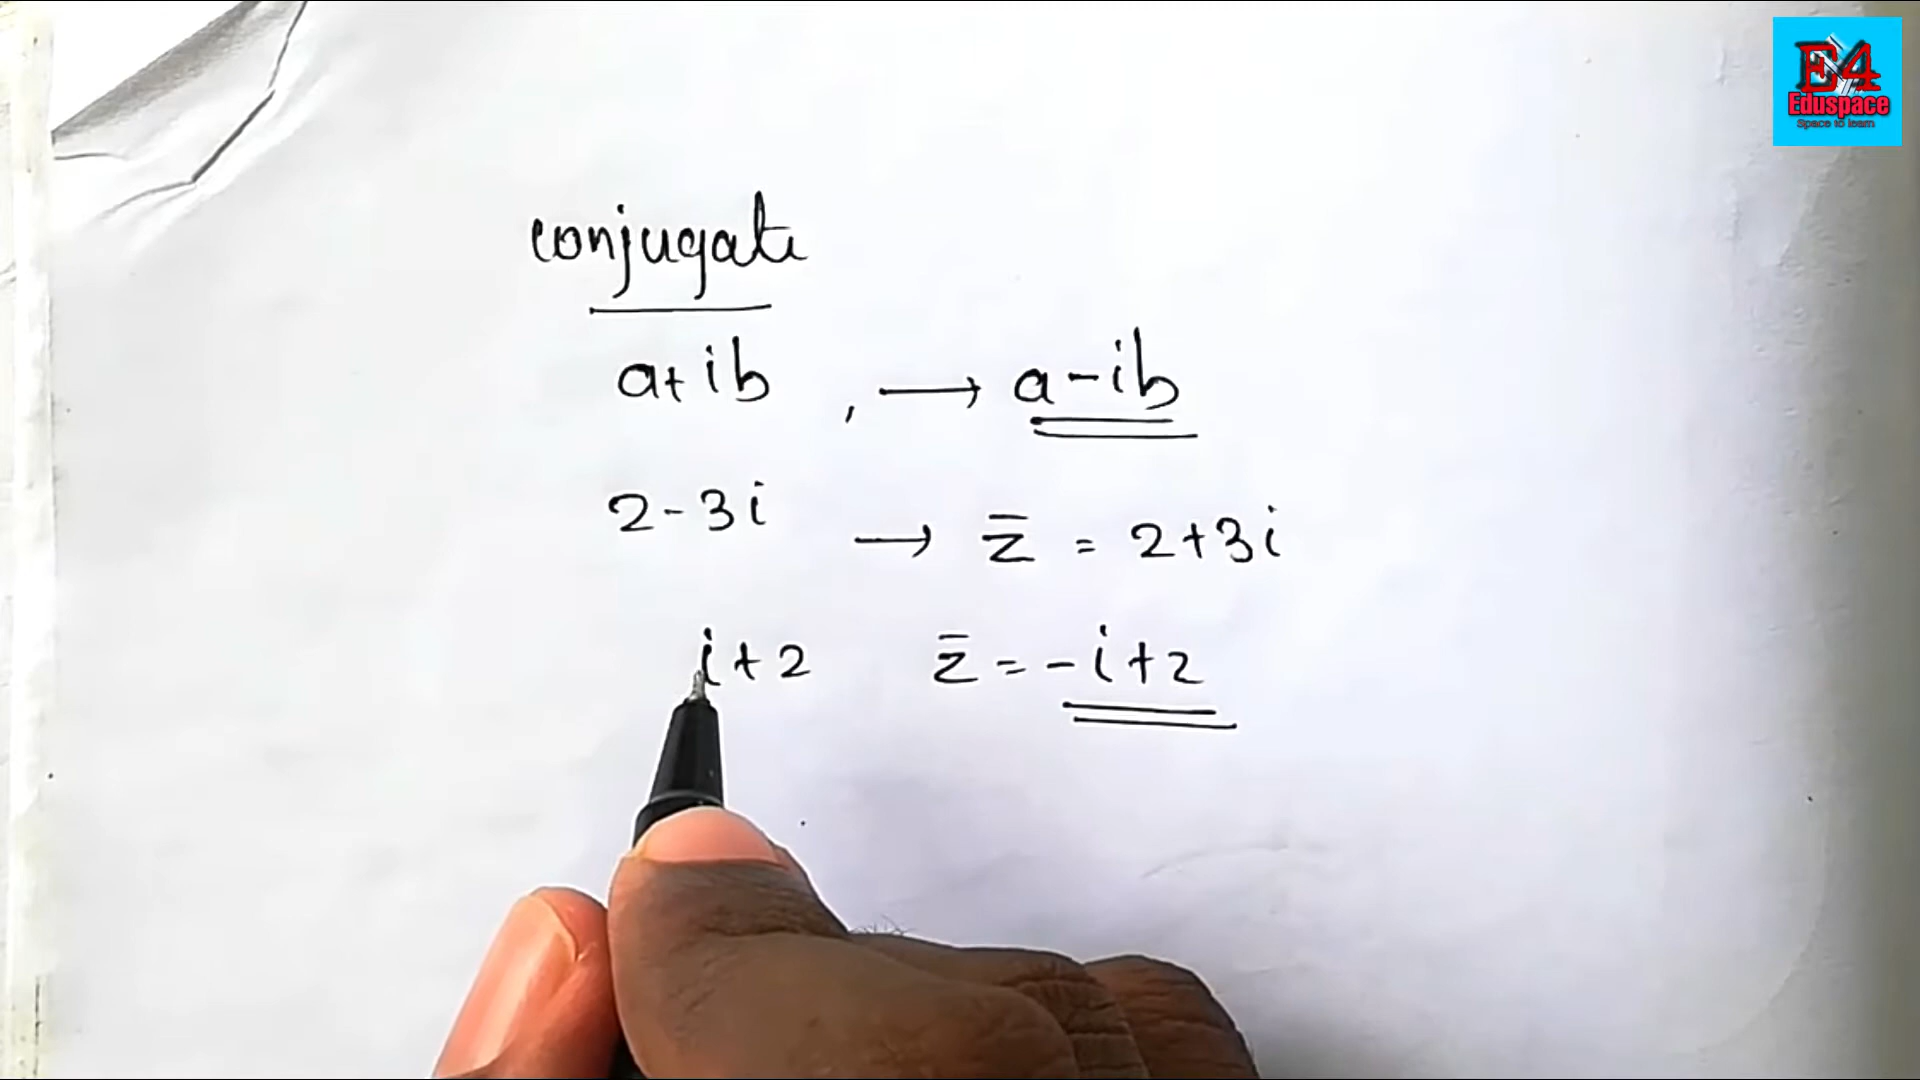 E4
Eduspace
Space to learn
conjugate
a+ib , → a-ib
2-3i → z̅ = 2+3i
i+2 z̅ = -i+2